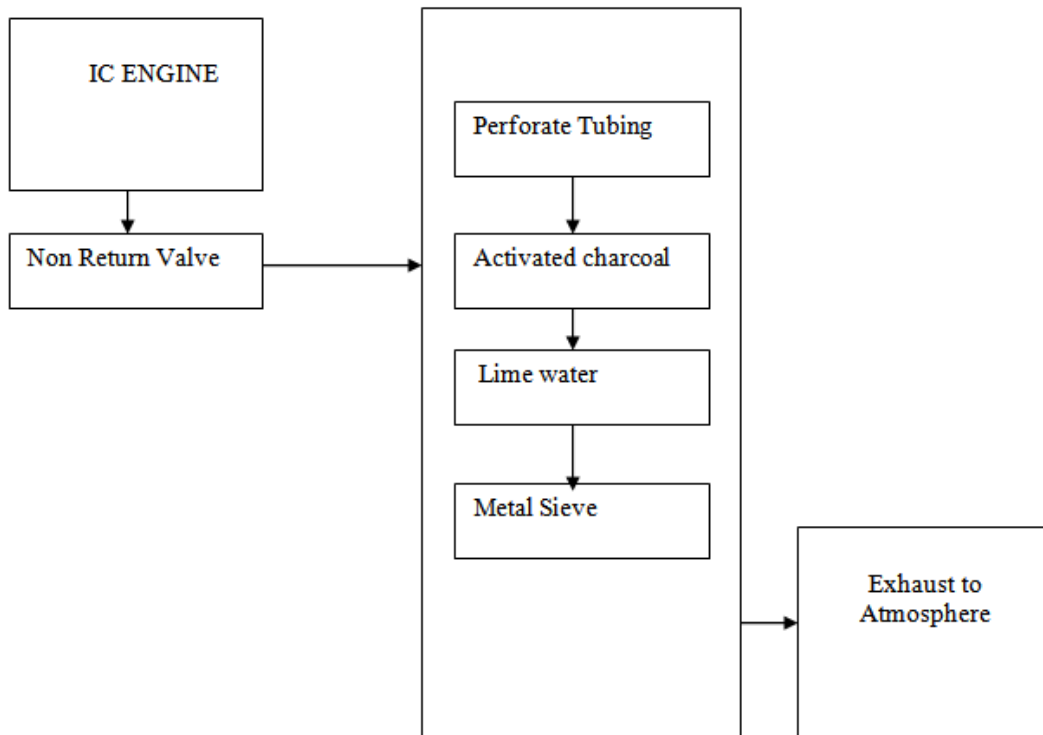 IC ENGINE
Non Return Valve
Perforate Tubing
Activated charcoal
Lime water
Metal Sieve
Exhaust to
Atmosphere